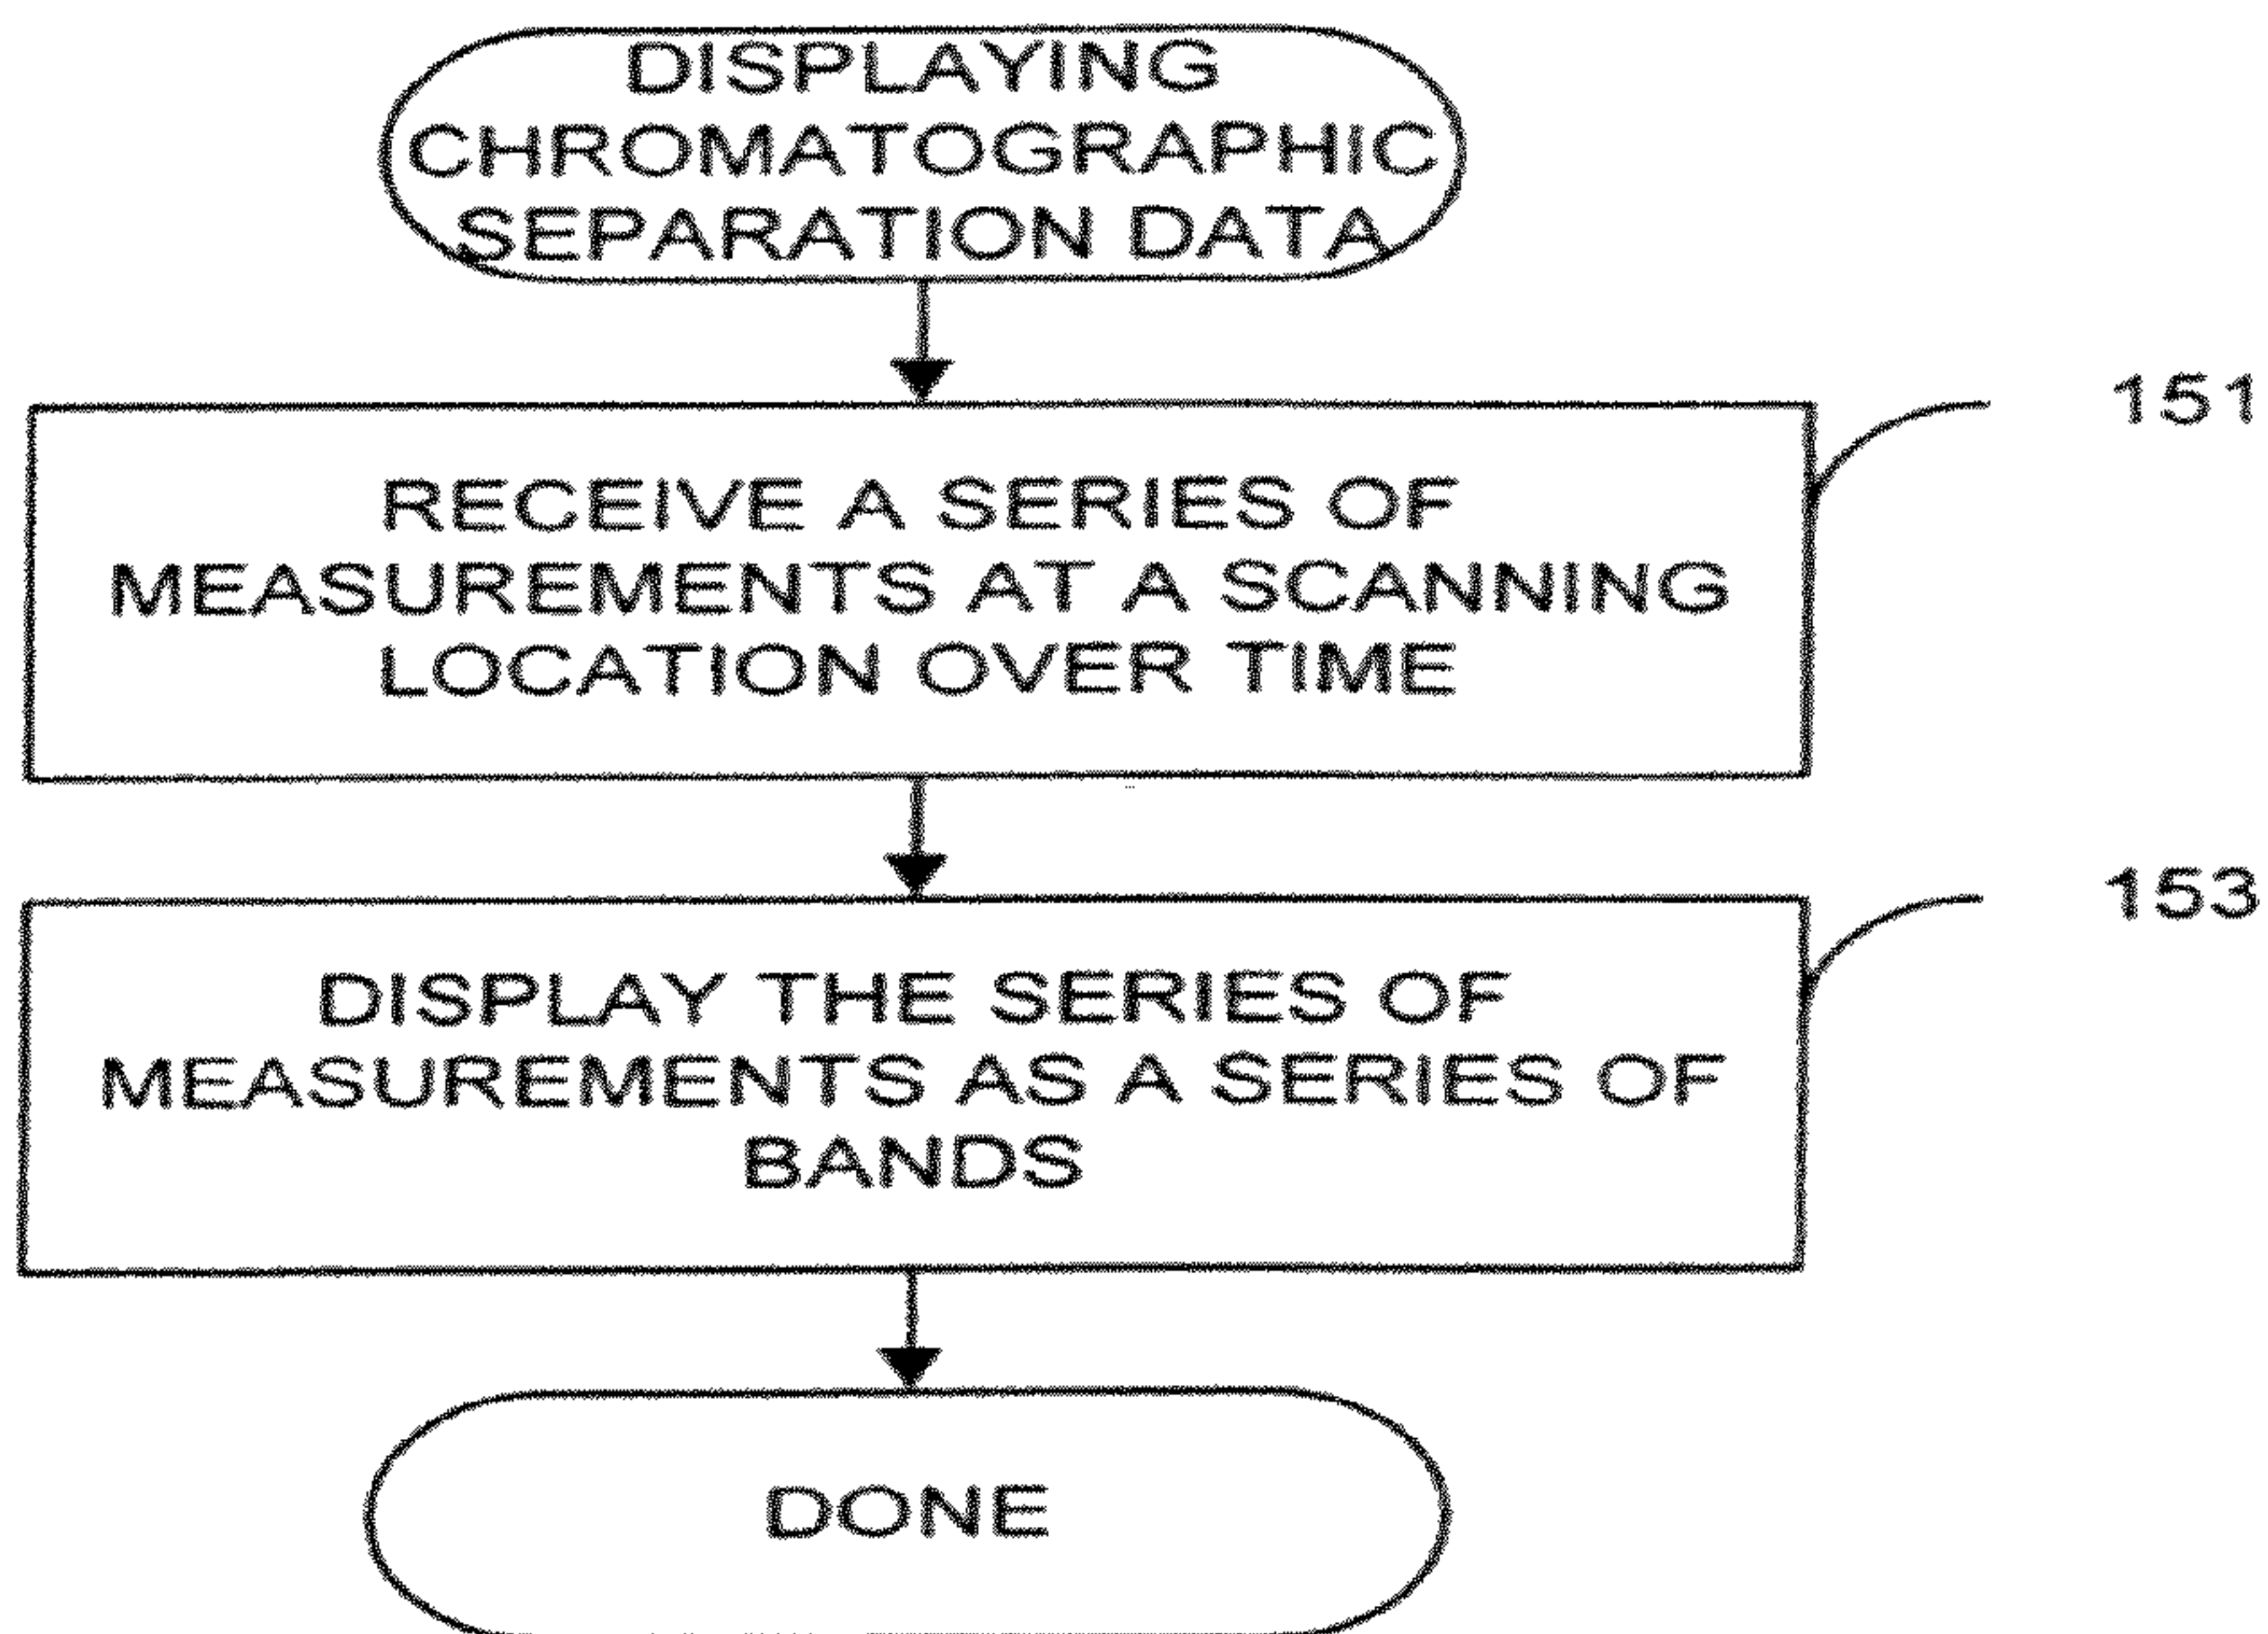 DISPLAYING
CHROMATOGRAPHIC
SEPARATION DATA
151
RECEIVE A SERIES OF
MEASUREMENTS AT A SCANNING
LOCATION OVER TIME
153
DISPLAY THE SERIES OF
MEASUREMENTS AS A SERIES OF
BANDS
DONE